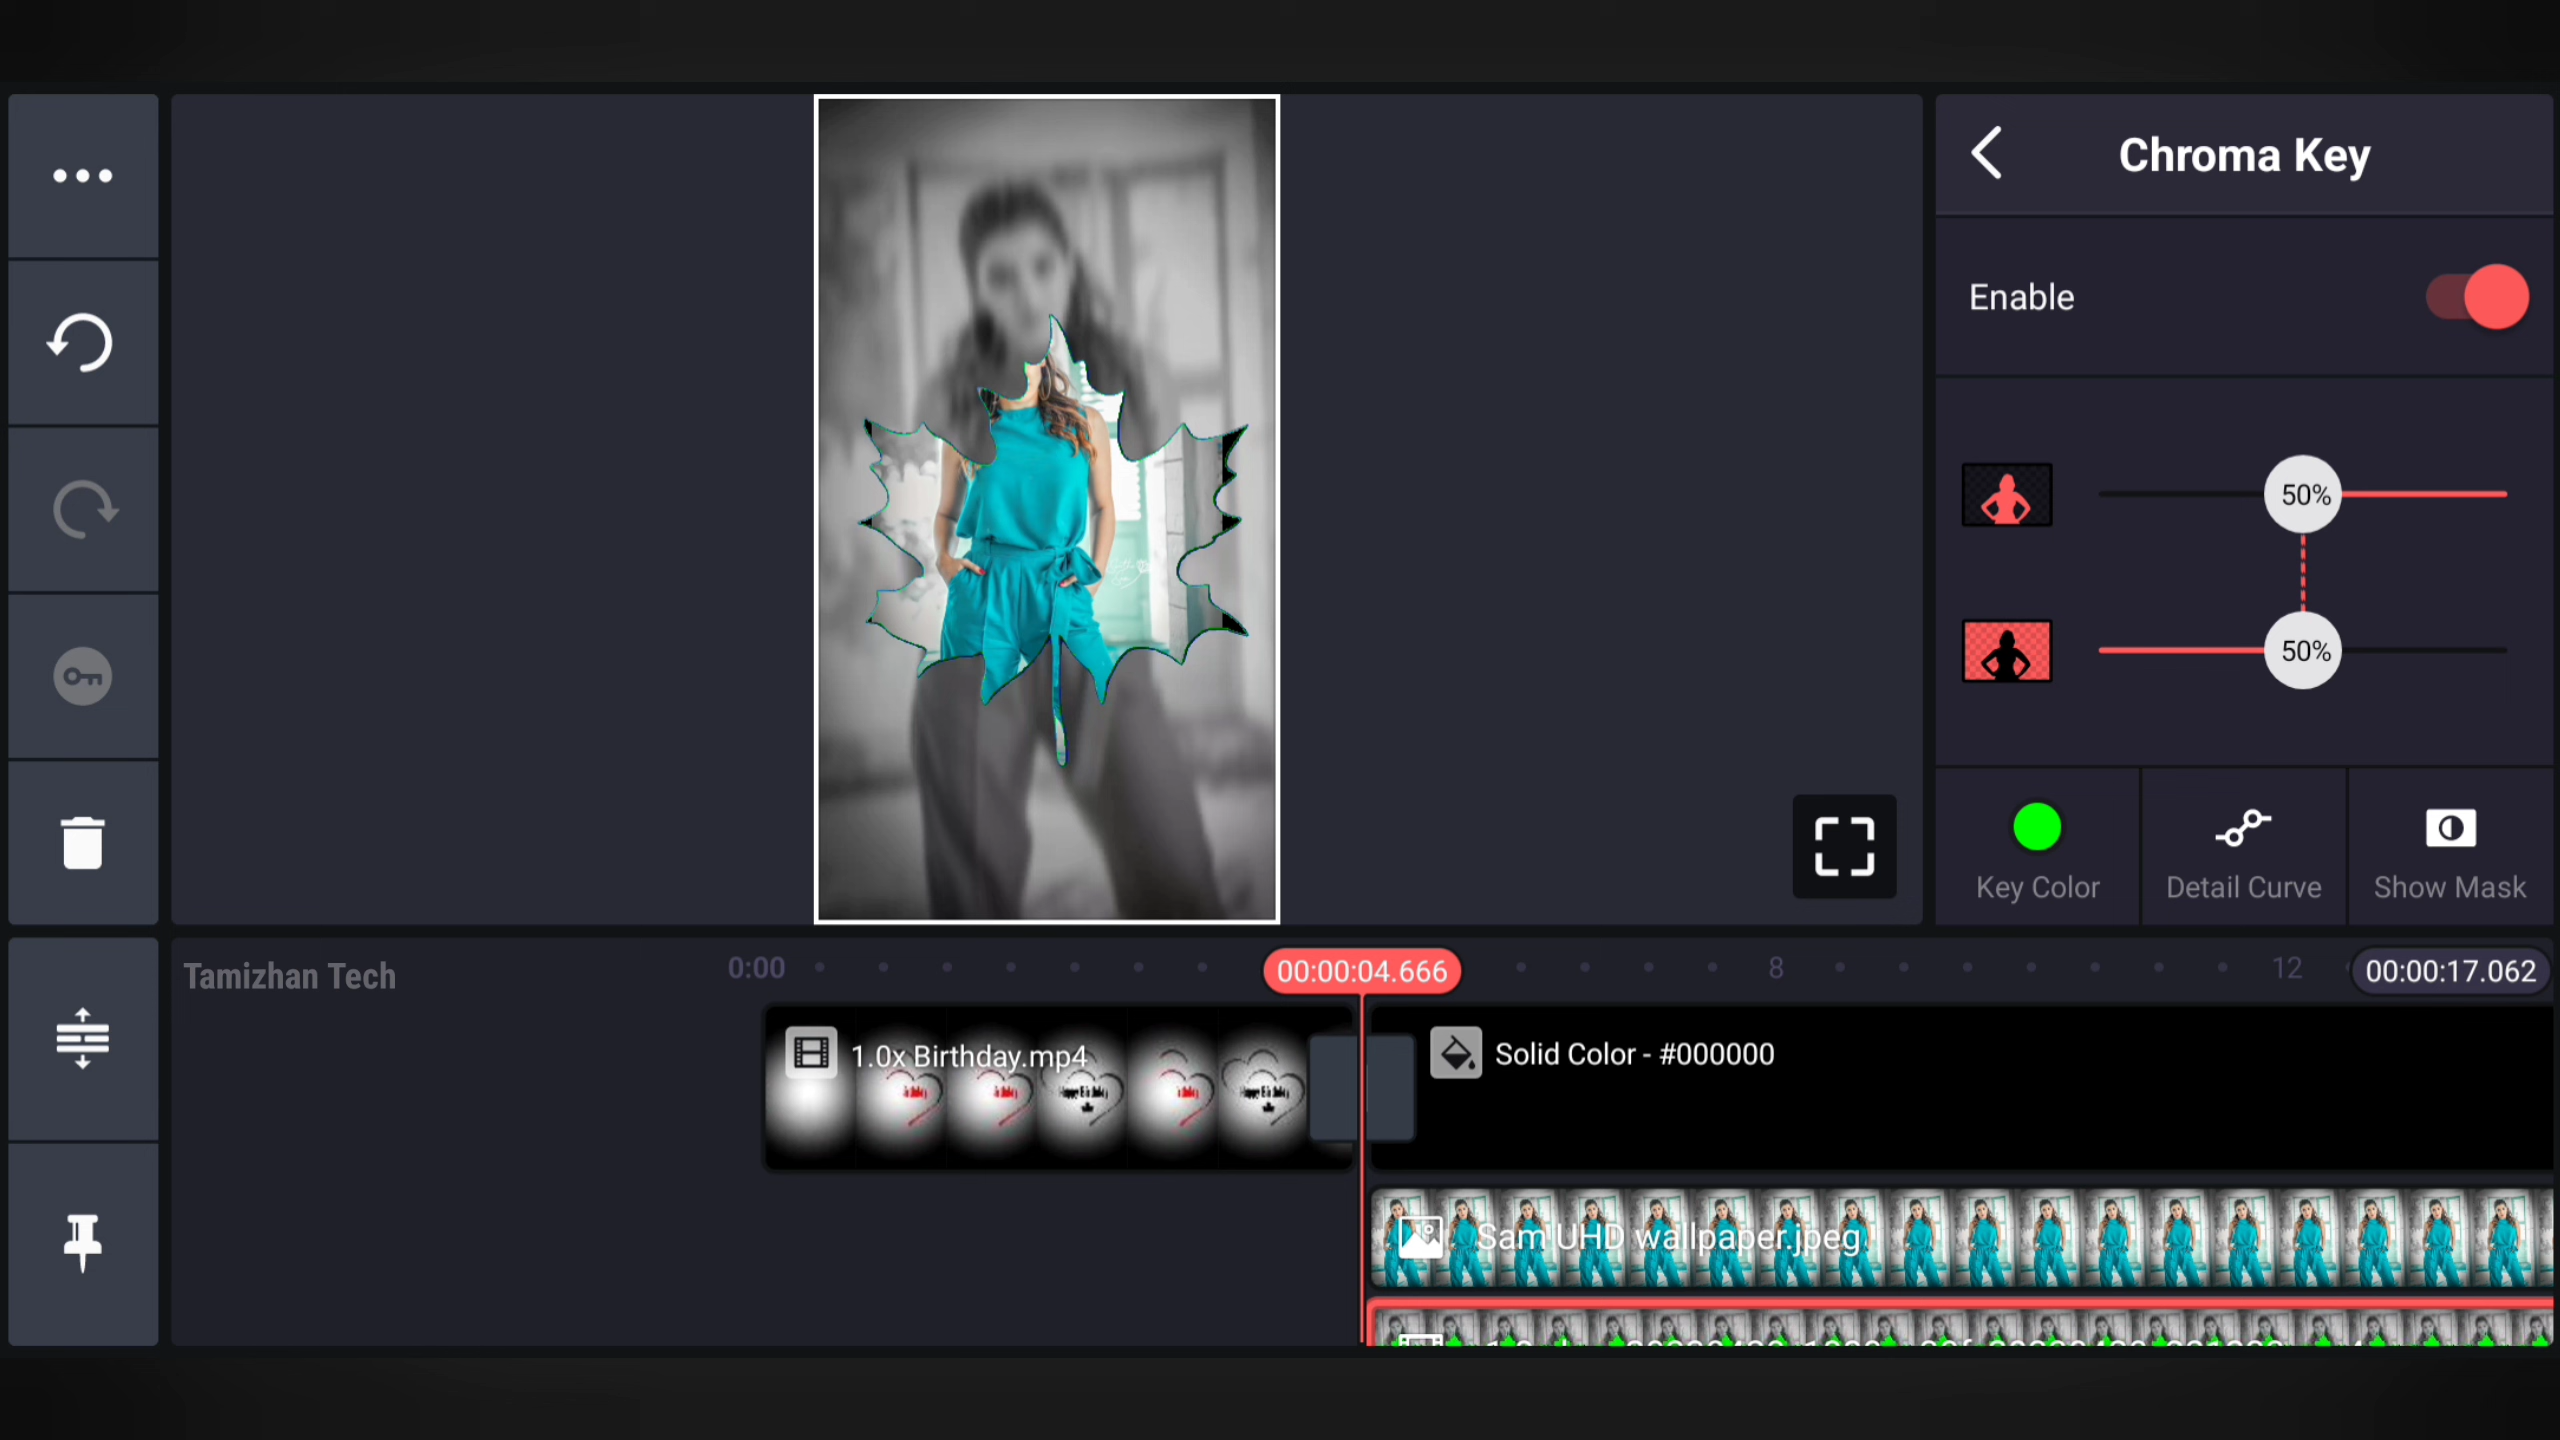 Chroma Key
Enable
50%
50%
Key Color
Detail Curve
Show Mask
Tamizhan Tech
0:00
00:00:04.666
8
12
00:00:17.062
1.0x Birthday.mp4
Solid Color - #000000
Sam UHD wallpaper.jpeg